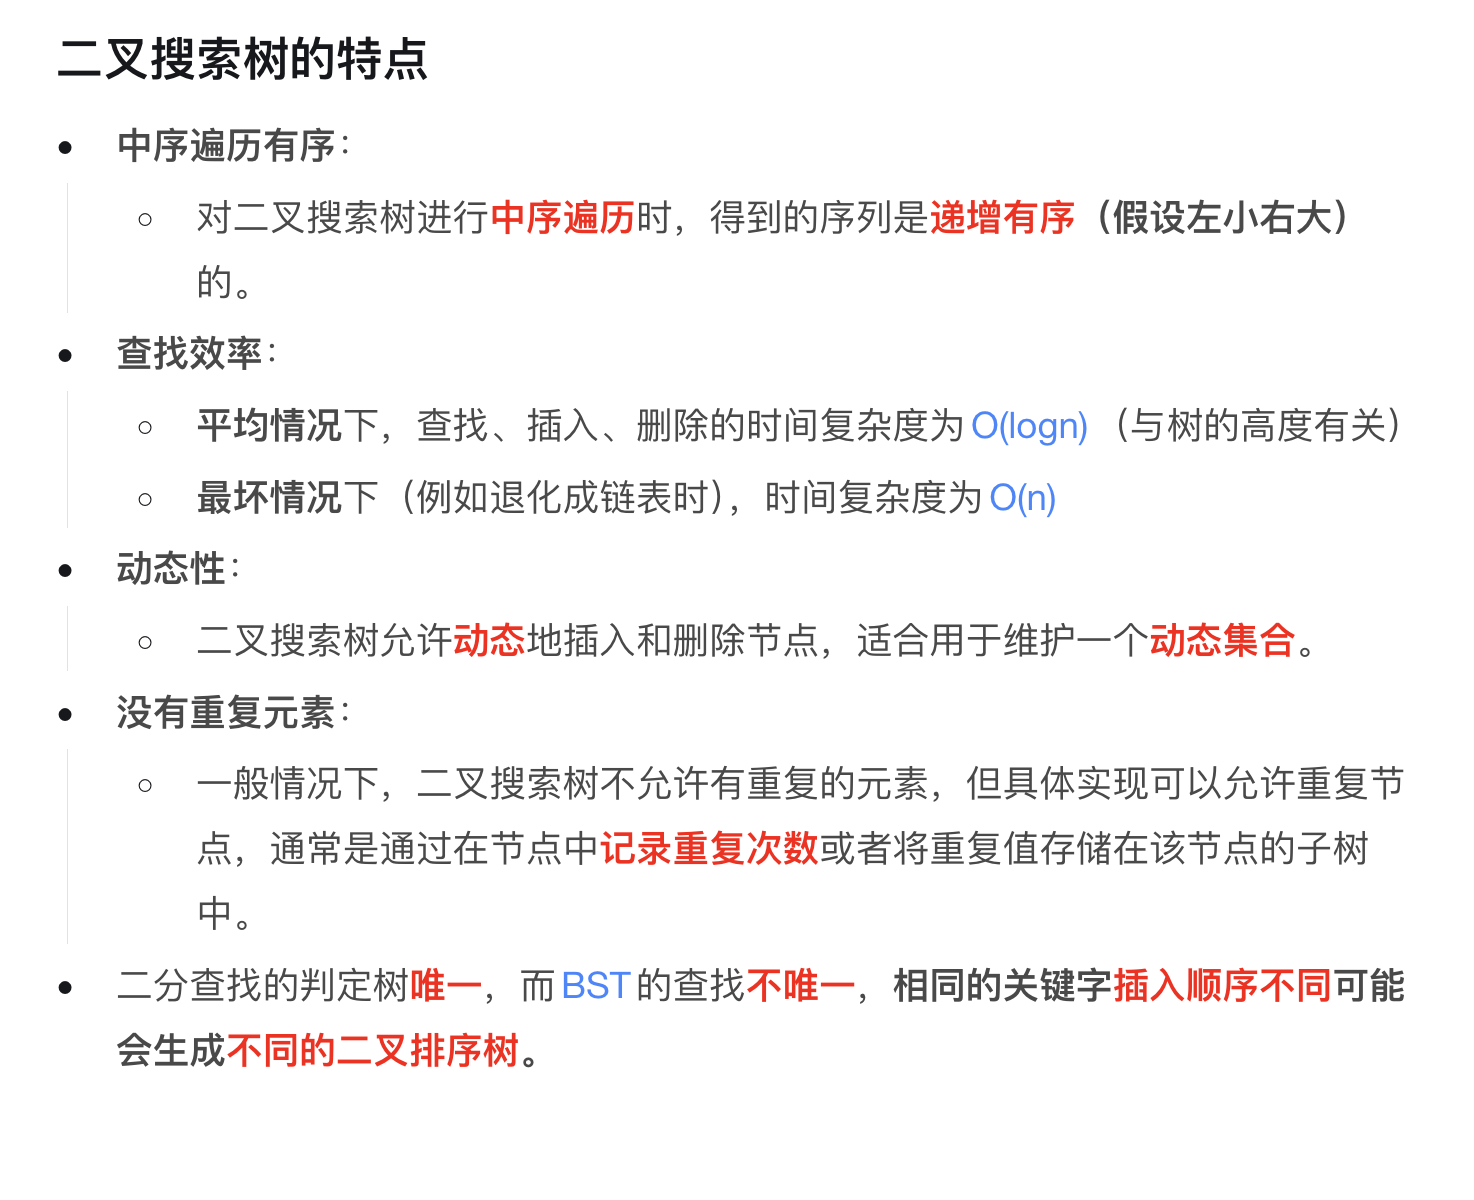 二叉搜索树的特点
中序遍历有序：
对二叉搜索树进行中序遍历时，得到的序列是递增有序（假设左小右大）
的。
查找效率：
平均情况下，查找、插入、删除的时间复杂度为 O(logn) （与树的高度有关）
最坏情况下（例如退化成链表时），时间复杂度为 O(n)
动态性：
二叉搜索树允许动态地插入和删除节点，适合用于维护一个动态集合。
没有重复元素：
一般情况下，二叉搜索树不允许有重复的元素，但具体实现可以允许重复节
点，通常是通过在节点中记录重复次数或者将重复值存储在该节点的子树
中。
二分查找的判定树唯一，而 BST 的查找不唯一，相同的关键字插入顺序不同可能
会生成不同的二叉排序树。